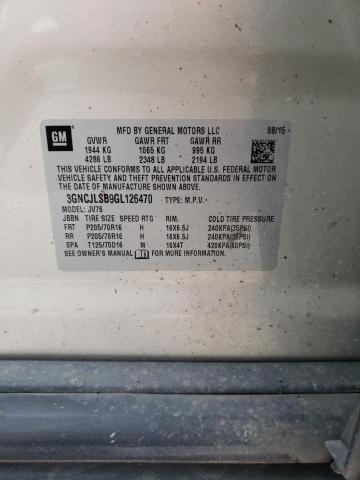 GM
MFD BY GENERAL MOTORS LLC 08/15
GVWR GAWR FRT GAWR RR
1944 KG 1065 KG 995 KG
4286 LB 2348 LB 2194 LB
THIS VEHICLE CONFORMS TO ALL APPLICABLE U.S. FEDERAL MOTOR
VEHICLE SAFETY, BUMPER, AND THEFT PREVENTION STANDARDS
IN EFFECT ON THE DATE OF MANUFACTURE SHOWN ABOVE.
3GNCJLSB9GL126470 TYPE: M.P.V.
MODEL: JV76
JBBN TIRE SIZE SPEED RTG RIM COLD TIRE PRESSURE
FRT P205/70R16 H 16X6.5J 240KPA(35PSI)
RR P205/70R16 H 16X6.5J 240KPA(35PSI)
SPA T125/70D16 M 16X4T 420KPA(60PSI)
SEE OWNER'S MANUAL FOR MORE INFORMATION.